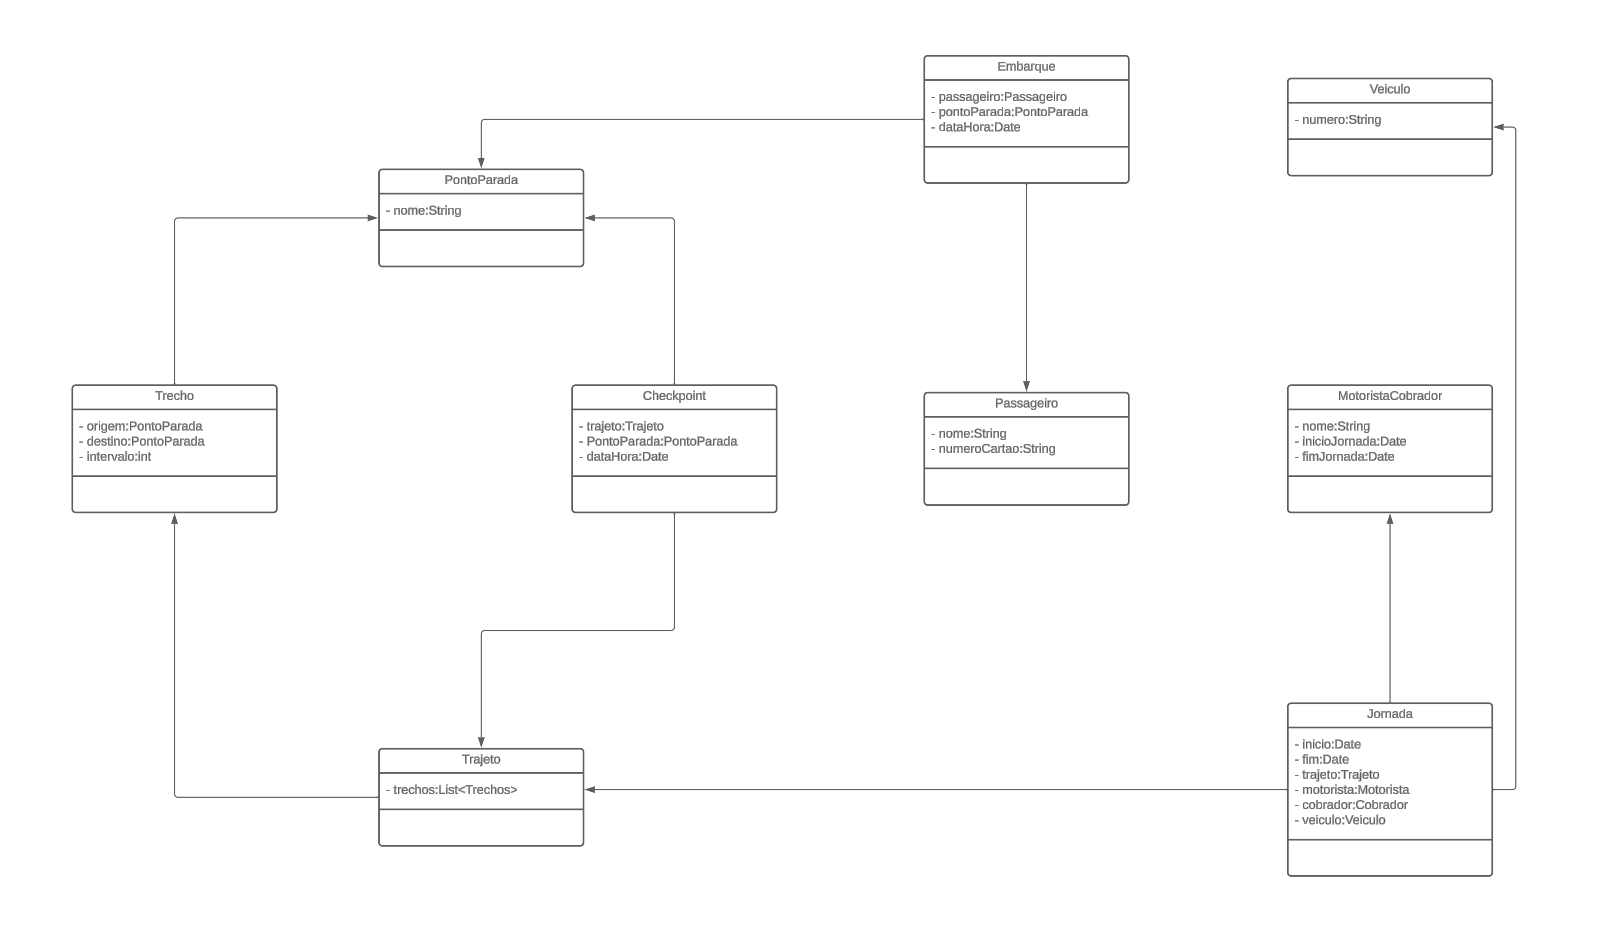 Embarque
- passageiro:Passageiro
- pontoParada:PontoParada
- dataHora:Date
Veiculo
- numero:String
PontoParada
- nome:String
Trecho
- origem:PontoParada
- destino:PontoParada
- intervalo:int
Checkpoint
- trajeto:Trajeto
- PontoParada:PontoParada
- dataHora:Date
Passageiro
- nome:String
- numeroCartao:String
MotoristaCobrador
- nome:String
- inicioJornada:Date
- fimJornada:Date
Trajeto
- trechos:List<Trechos>
Jornada
- inicio:Date
- fim:Date
- trajeto:Trajeto
- motorista:Motorista
- cobrador:Cobrador
- veiculo:Veiculo